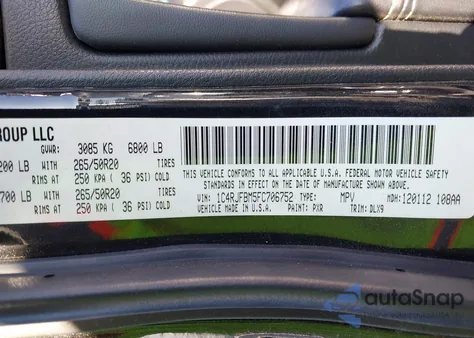 ROUP LLC
GVWR: 3085 KG 6800 LB
200 LB WITH 265/50R20 TIRES
RIMS AT 250 KPA ( 36 PSI) COLD
700 LB WITH 265/50R20 TIRES
RIMS AT 250 KPA ( 36 PSI) COLD
THIS VEHICLE CONFORMS TO ALL APPLICABLE U.S.A. FEDERAL MOTOR VEHICLE SAFETY
STANDARDS IN EFFECT ON THE DATE OF MANUFACTURE SHOWN ABOVE.
VEHICLE NO.: 1C4RJFBM5FC706752 TYPE: MPV MDH: 120112 108AA
VEHICLE MADE IN U.S.A. PAINT: PXR TRIM: DLX9
autoSnap